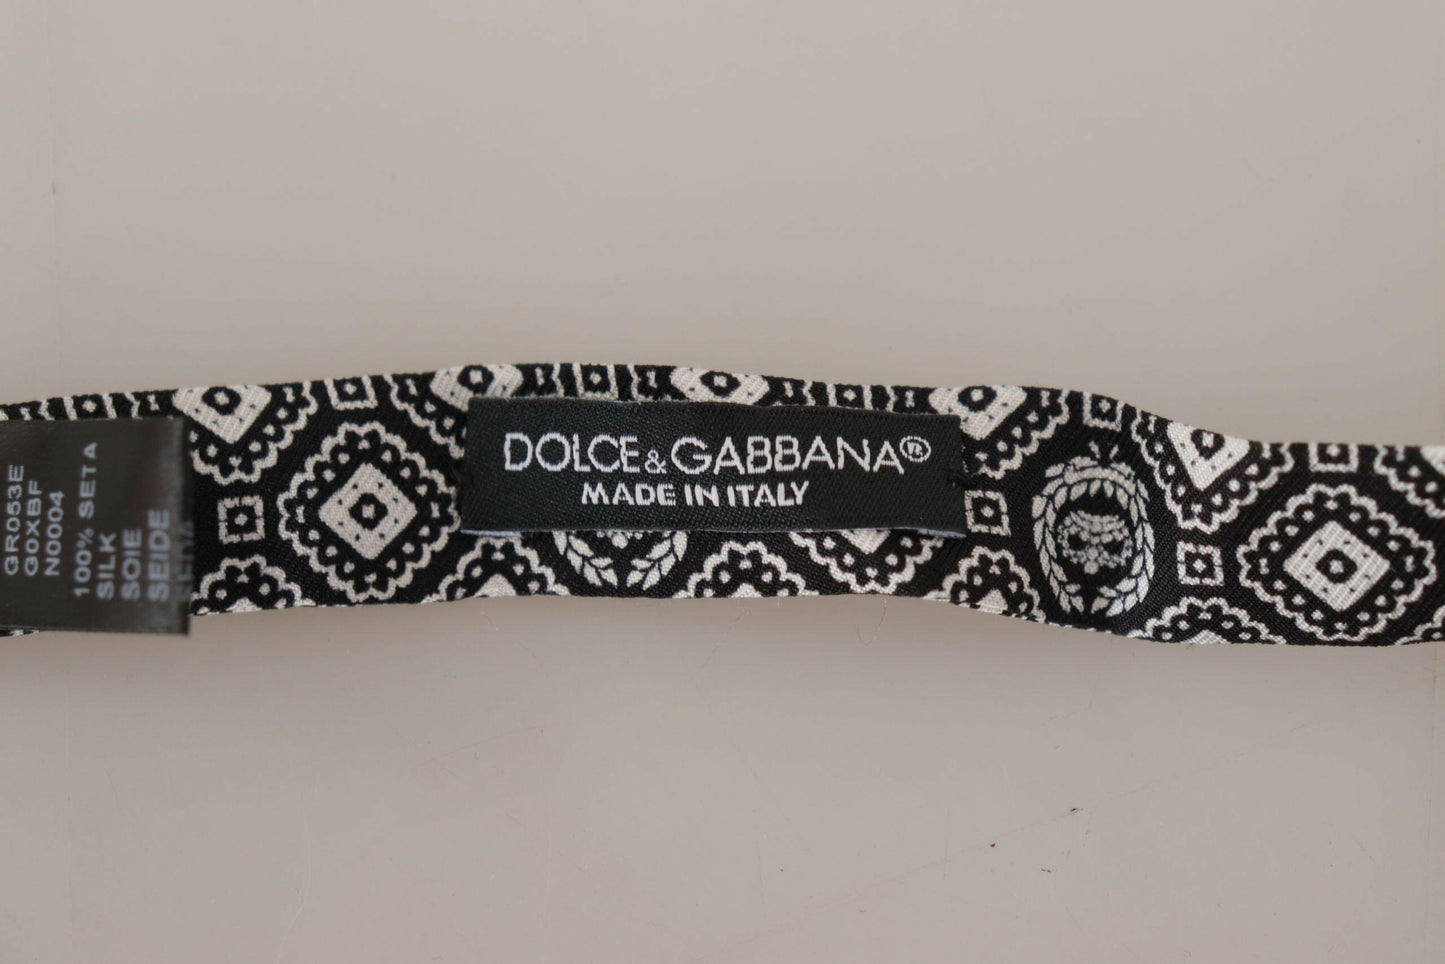 GR053E
G0XBF
N0004
100% SETA
SILK
SOIE
SEIDE
DOLCE&GABBANA®
MADE IN ITALY